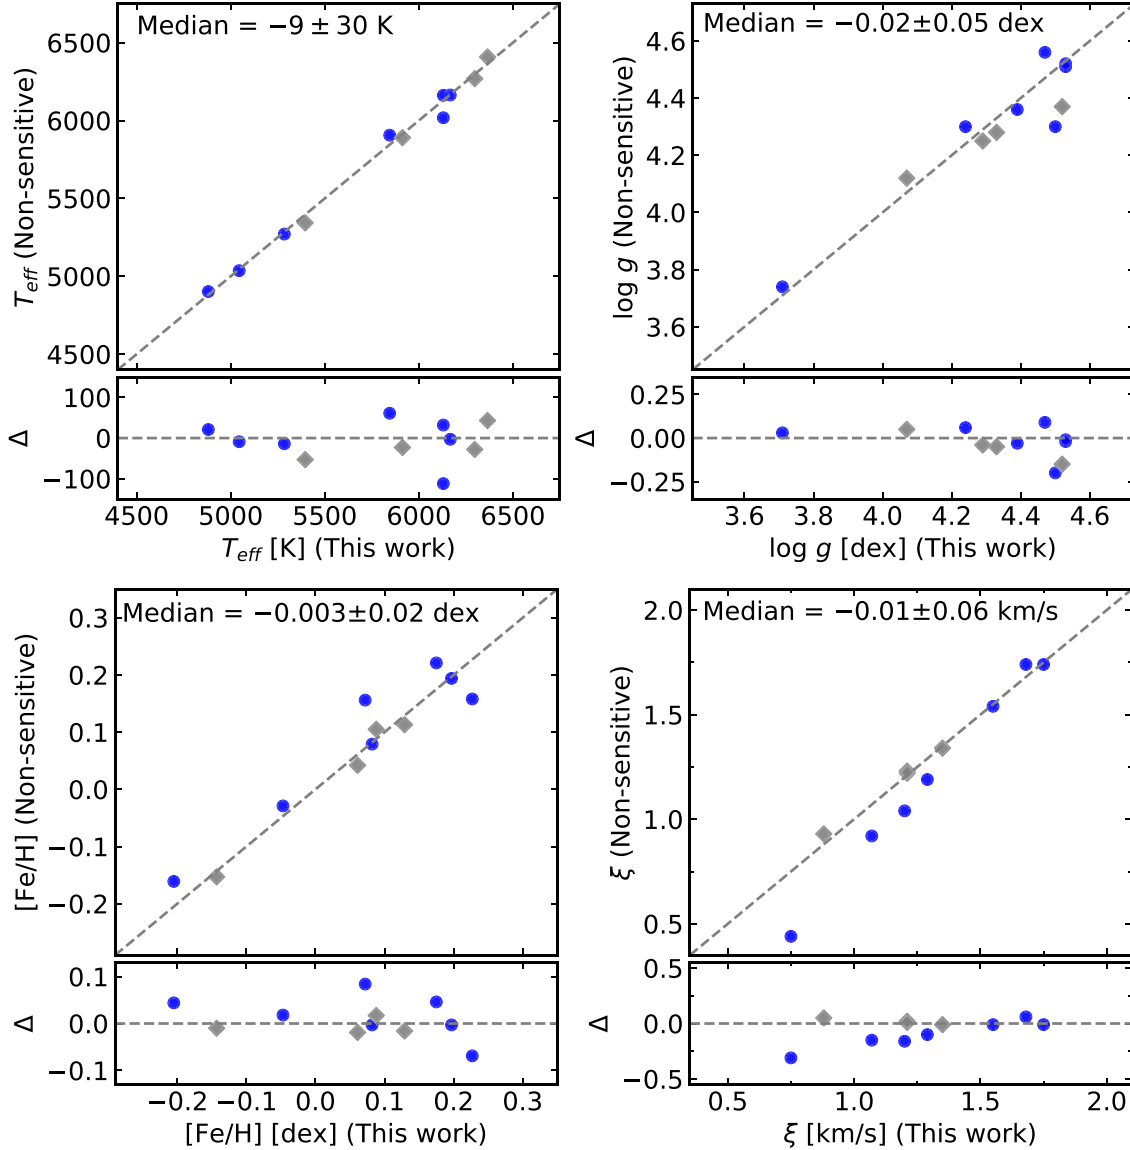 Median = −9 ± 30 K
6500
6000
5500
5000
4500
T_eff (Non-sensitive)
100
0
−100
Δ
4500 5000 5500 6000 6500
T_eff [K] (This work)
Median = −0.02±0.05 dex
4.6
4.4
4.2
4.0
3.8
3.6
log g (Non-sensitive)
0.25
0.00
−0.25
Δ
3.6 3.8 4.0 4.2 4.4 4.6
log g [dex] (This work)
Median = −0.003±0.02 dex
0.3
0.2
0.1
0.0
−0.1
−0.2
[Fe/H] (Non-sensitive)
0.1
0.0
−0.1
Δ
−0.2 −0.1 0.0 0.1 0.2 0.3
[Fe/H] [dex] (This work)
Median = −0.01±0.06 km/s
2.0
1.5
1.0
0.5
ξ (Non-sensitive)
0.5
0.0
−0.5
Δ
0.5 1.0 1.5 2.0
ξ [km/s] (This work)